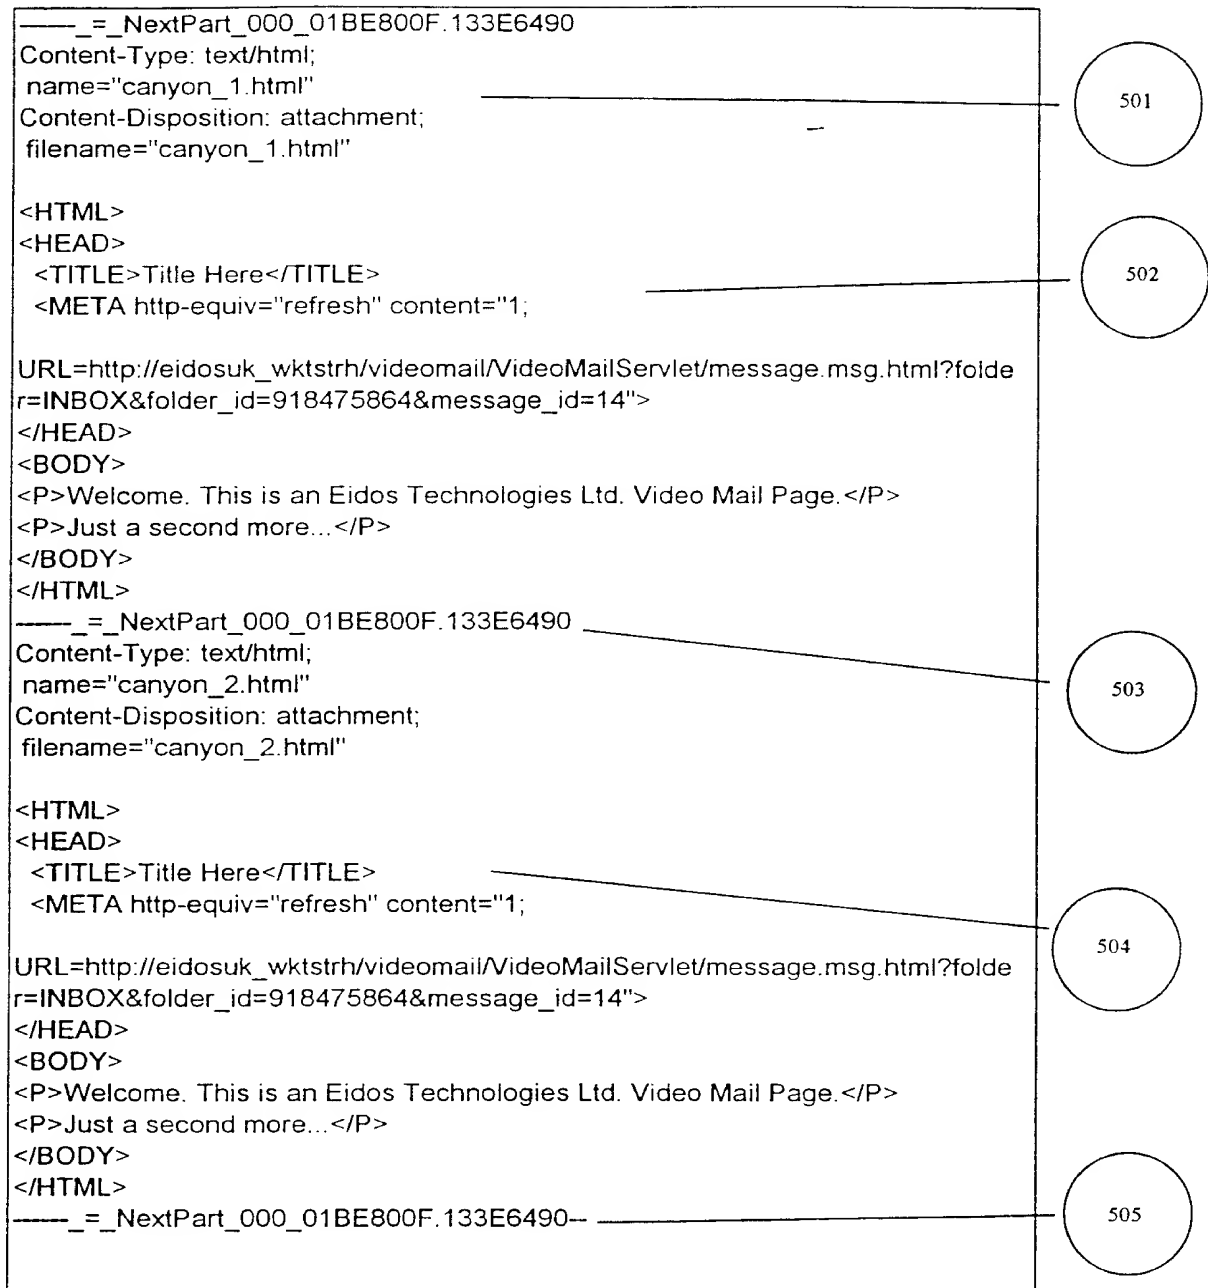 ------_=_NextPart_000_01BE800F.133E6490
Content-Type: text/html;
name="canyon_1.html"
501
Content-Disposition: attachment;
filename="canyon_1.html"
<HTML>
<HEAD>
<TITLE>Title Here</TITLE>
502
<META http-equiv="refresh" content="1;
URL=http://eidosuk_wktstrh/videomail/VideoMailServlet/message.msg.html?folde
r=INBOX&folder_id=918475864&message_id=14">
</HEAD>
<BODY>
<P>Welcome. This is an Eidos Technologies Ltd. Video Mail Page.</P>
<P>Just a second more...</P>
</BODY>
</HTML>
------_=_NextPart_000_01BE800F.133E6490
Content-Type: text/html;
name="canyon_2.html"
503
Content-Disposition: attachment;
filename="canyon_2.html"
<HTML>
<HEAD>
<TITLE>Title Here</TITLE>
<META http-equiv="refresh" content="1;
504
URL=http://eidosuk_wktstrh/videomail/VideoMailServlet/message.msg.html?folde
r=INBOX&folder_id=918475864&message_id=14">
</HEAD>
<BODY>
<P>Welcome. This is an Eidos Technologies Ltd. Video Mail Page.</P>
<P>Just a second more...</P>
</BODY>
</HTML>
------_=_NextPart_000_01BE800F.133E6490--
505